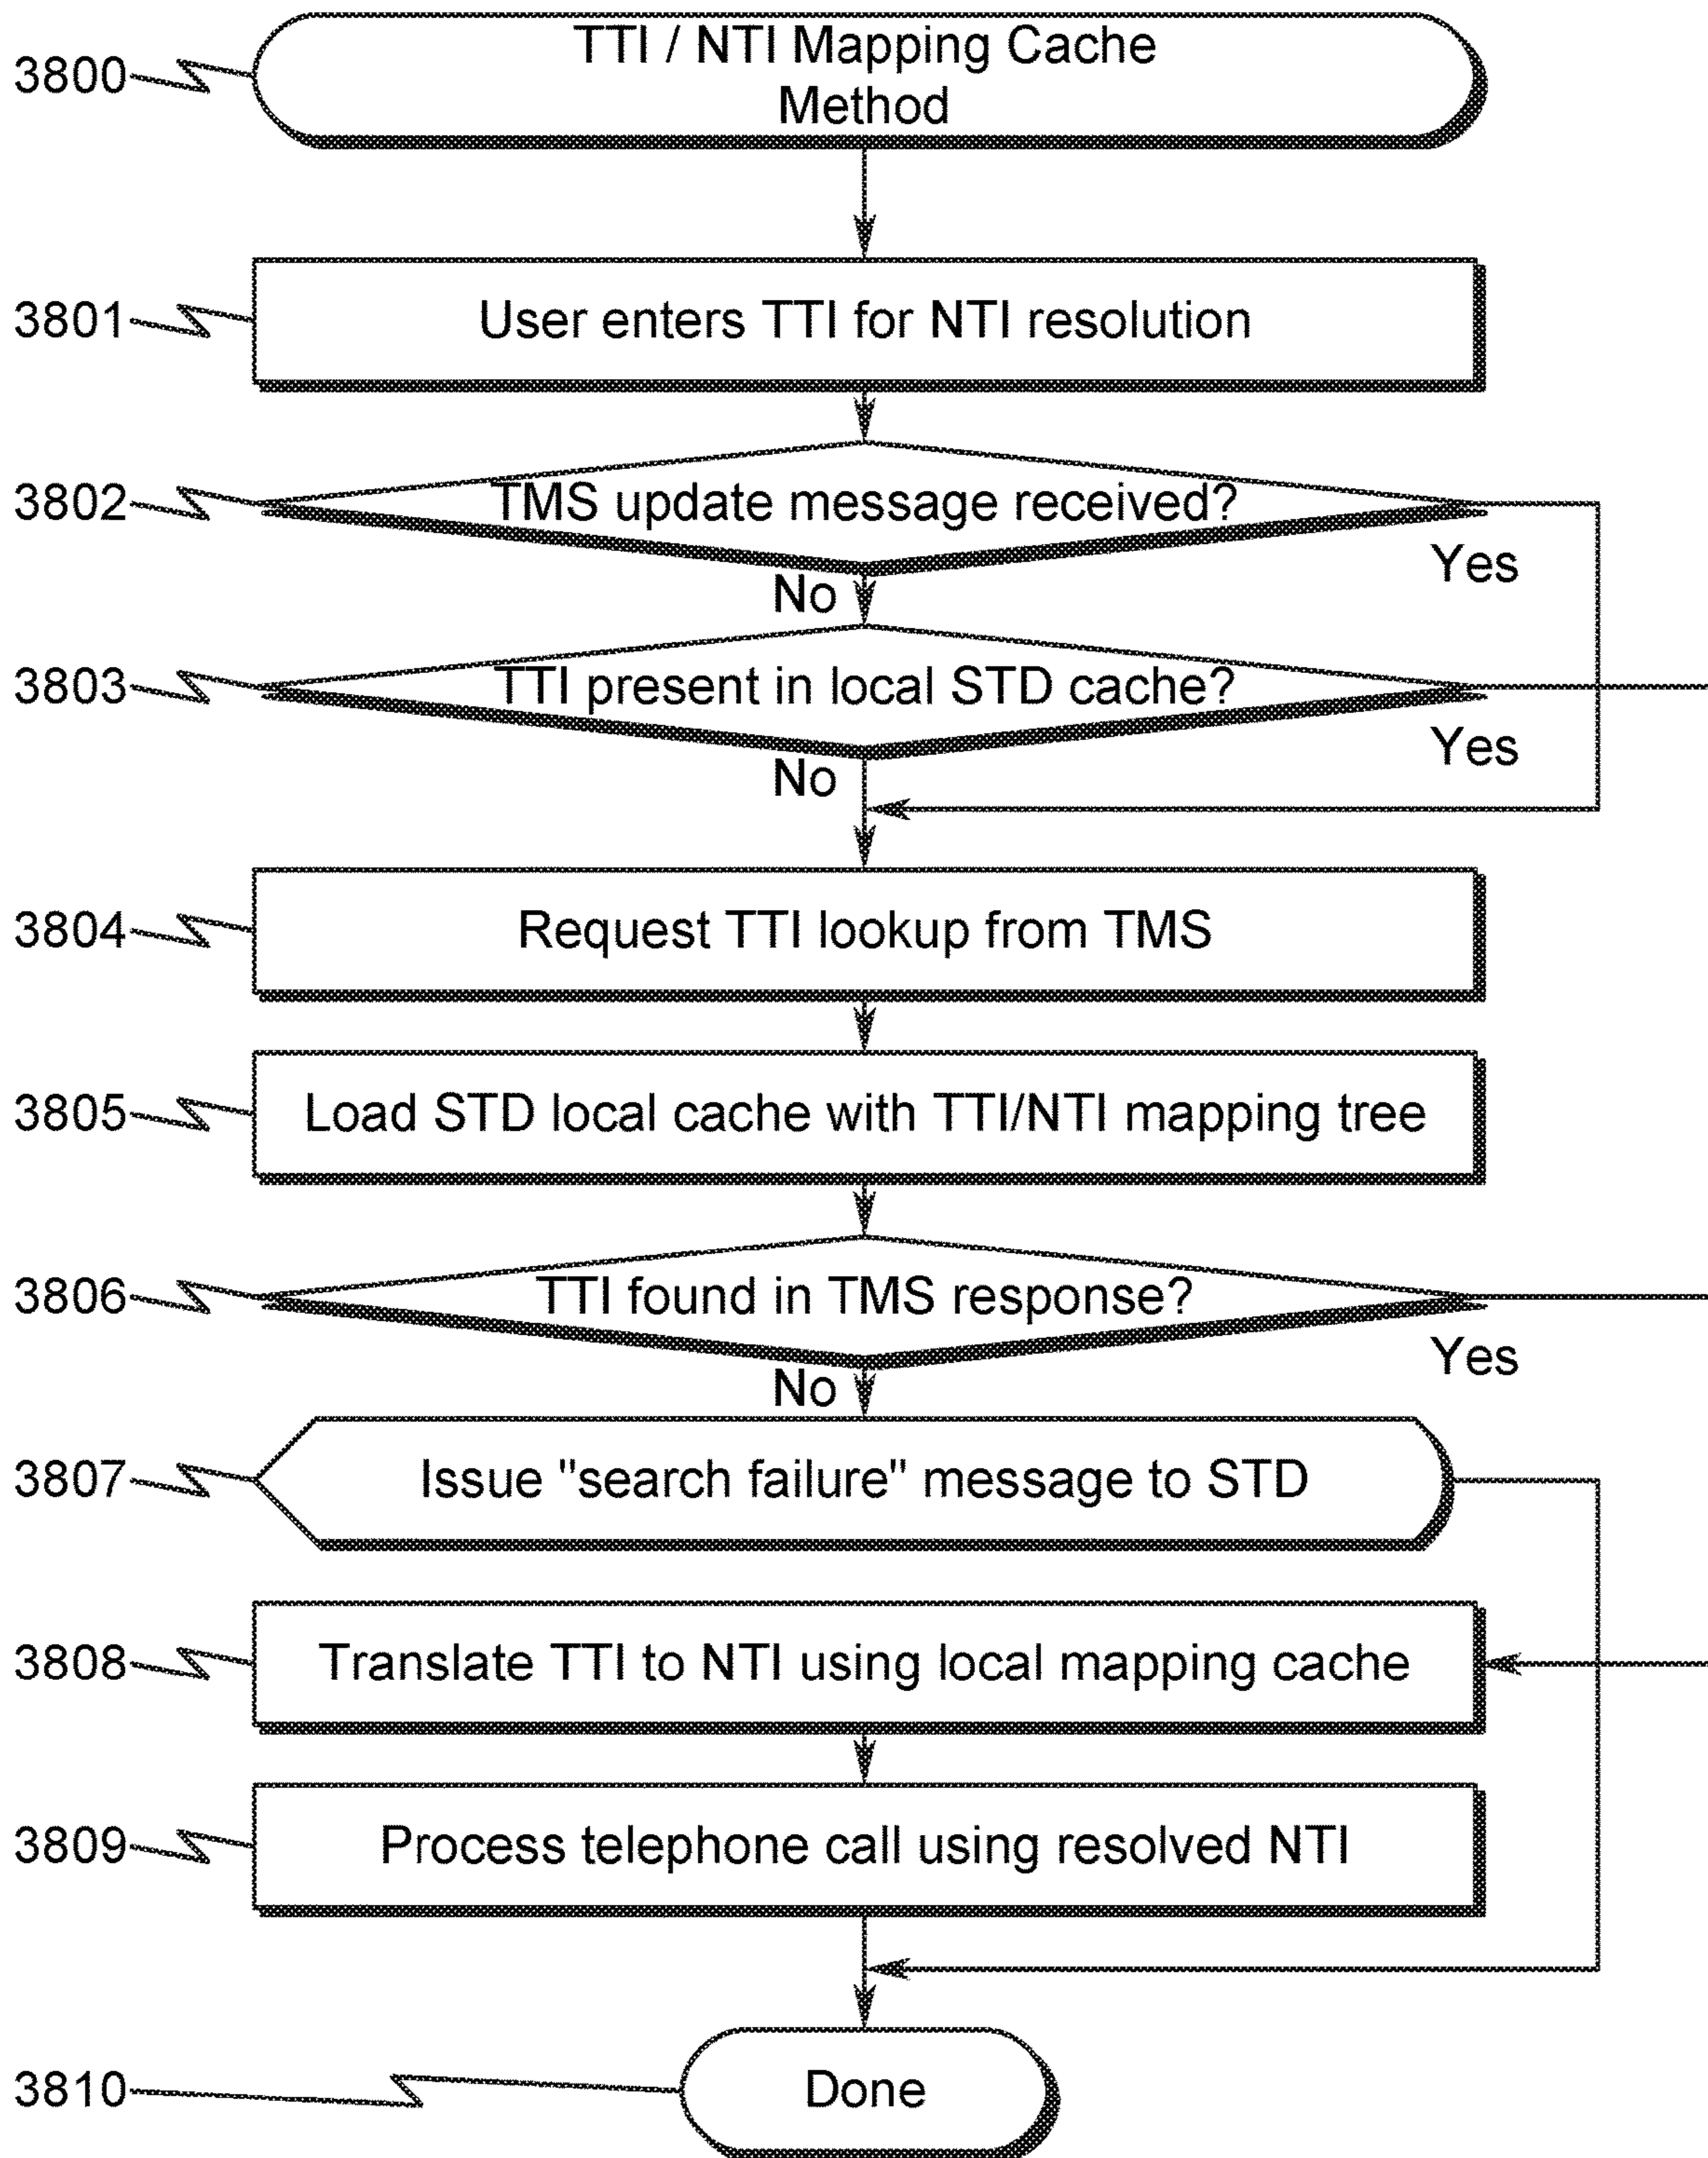 3800
TTI / NTI Mapping Cache
Method
3801
User enters TTI for NTI resolution
3802
TMS update message received?
Yes
No
3803
TTI present in local STD cache?
Yes
No
3804
Request TTI lookup from TMS
3805
Load STD local cache with TTI/NTI mapping tree
3806
TTI found in TMS response?
Yes
No
3807
Issue "search failure" message to STD
3808
Translate TTI to NTI using local mapping cache
3809
Process telephone call using resolved NTI
3810
Done